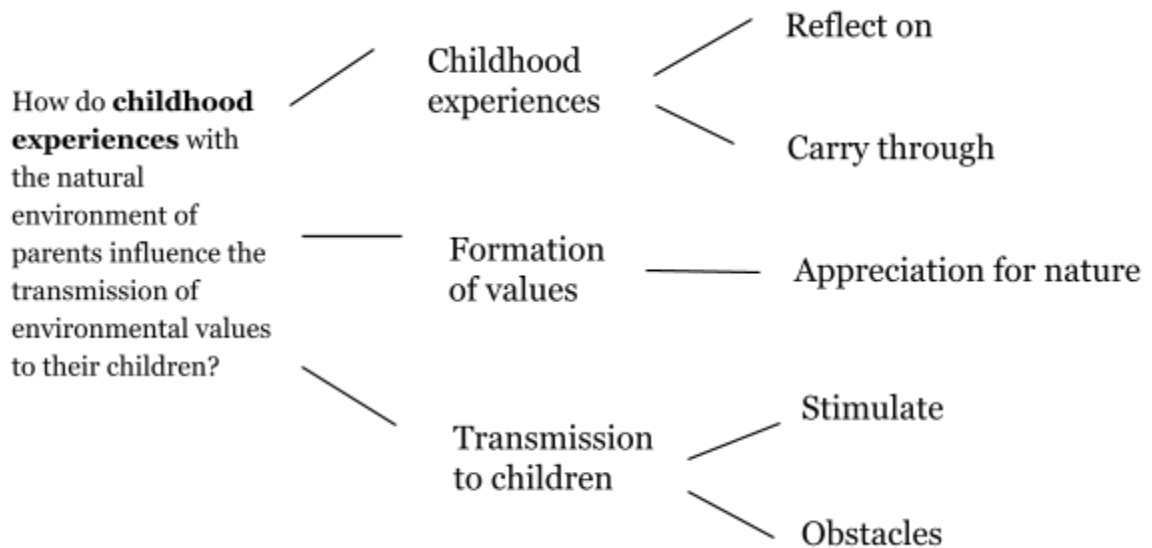 How do childhood
experiences with
the natural
environment of
parents influence the
transmission of
environmental values
to their children?
Childhood
experiences
Reflect on
Carry through
Formation
of values
Appreciation for nature
Transmission
to children
Stimulate
Obstacles